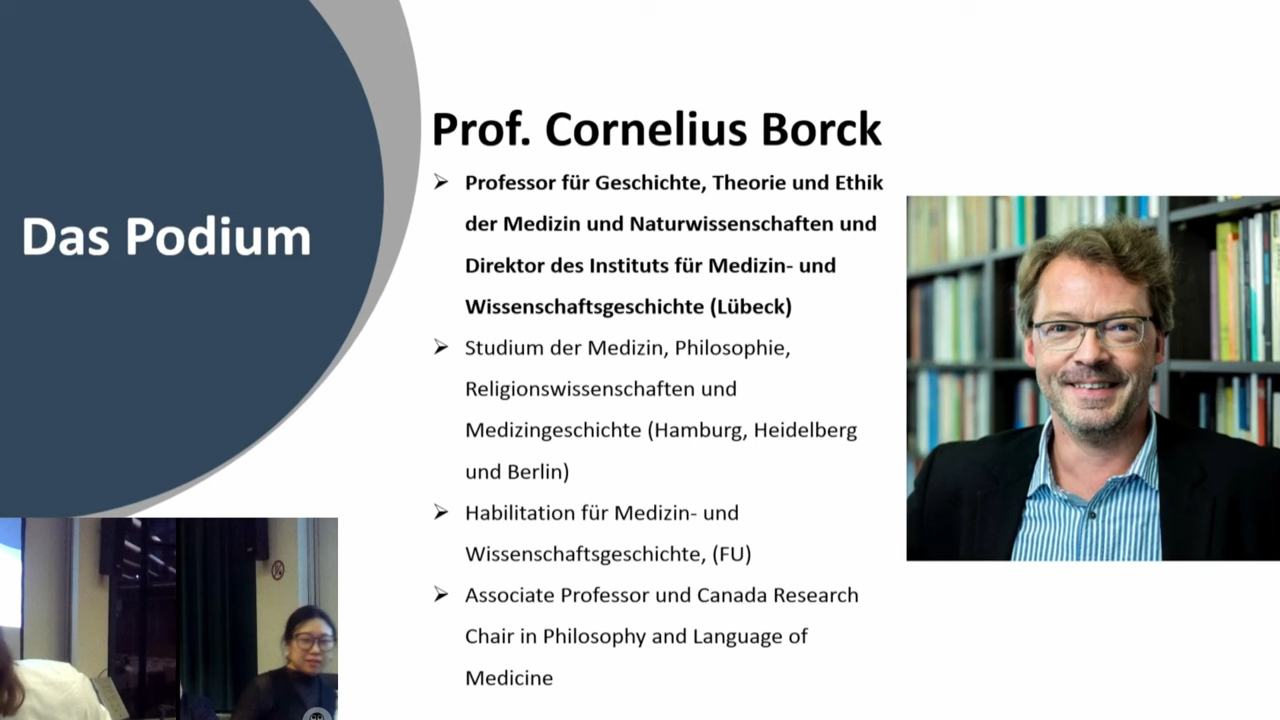 Das Podium
Prof. Cornelius Borck
Professor für Geschichte, Theorie und Ethik
der Medizin und Naturwissenschaften und
Direktor des Instituts für Medizin- und
Wissenschaftsgeschichte (Lübeck)
Studium der Medizin, Philosophie,
Religionswissenschaften und
Medizingeschichte (Hamburg, Heidelberg
und Berlin)
Habilitation für Medizin- und
Wissenschaftsgeschichte, (FU)
Associate Professor und Canada Research
Chair in Philosophy and Language of
Medicine